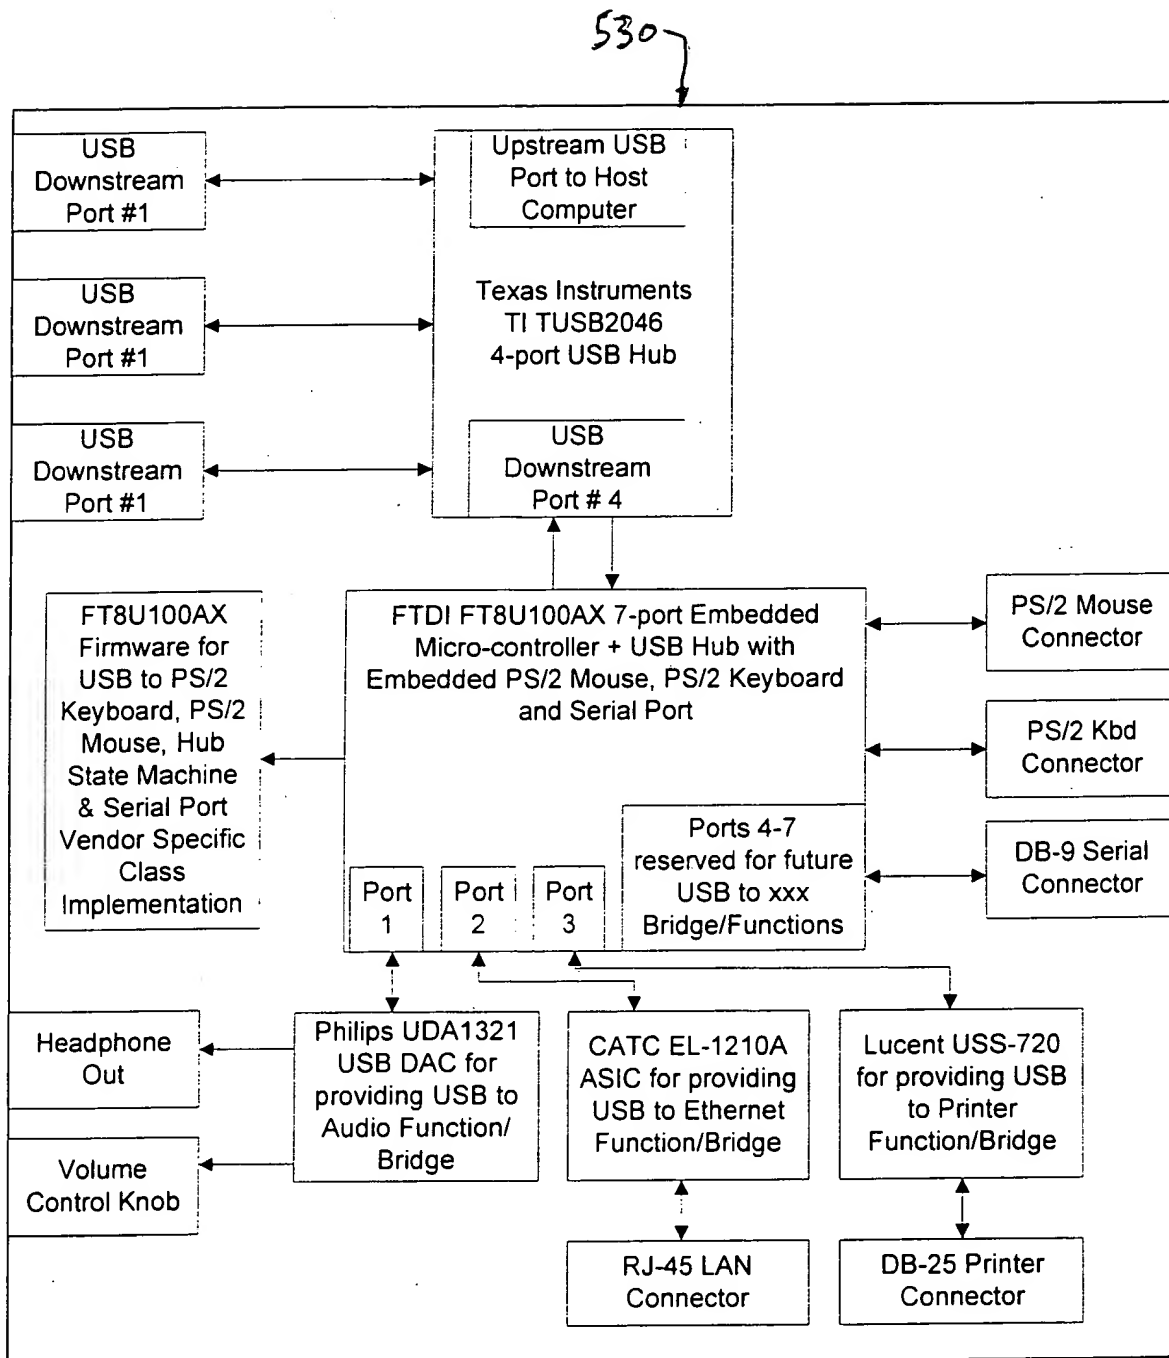 530
USB
Downstream
Port #1
Upstream USB
Port to Host
Computer
USB
Downstream
Port #1
Texas Instruments
TI TUSB2046
4-port USB Hub
USB
Downstream
Port #1
USB
Downstream
Port # 4
FT8U100AX
Firmware for
USB to PS/2
Keyboard, PS/2
Mouse, Hub
State Machine
& Serial Port
Vendor Specific
Class
Implementation
FTDI FT8U100AX 7-port Embedded
Micro-controller + USB Hub with
Embedded PS/2 Mouse, PS/2 Keyboard
and Serial Port
PS/2 Mouse
Connector
PS/2 Kbd
Connector
DB-9 Serial
Connector
Port
1
Port
2
Port
3
Ports 4-7
reserved for future
USB to xxx
Bridge/Functions
Headphone
Out
Volume
Control Knob
Philips UDA1321
USB DAC for
providing USB to
Audio Function/
Bridge
CATC EL-1210A
ASIC for providing
USB to Ethernet
Function/Bridge
Lucent USS-720
for providing USB
to Printer
Function/Bridge
RJ-45 LAN
Connector
DB-25 Printer
Connector